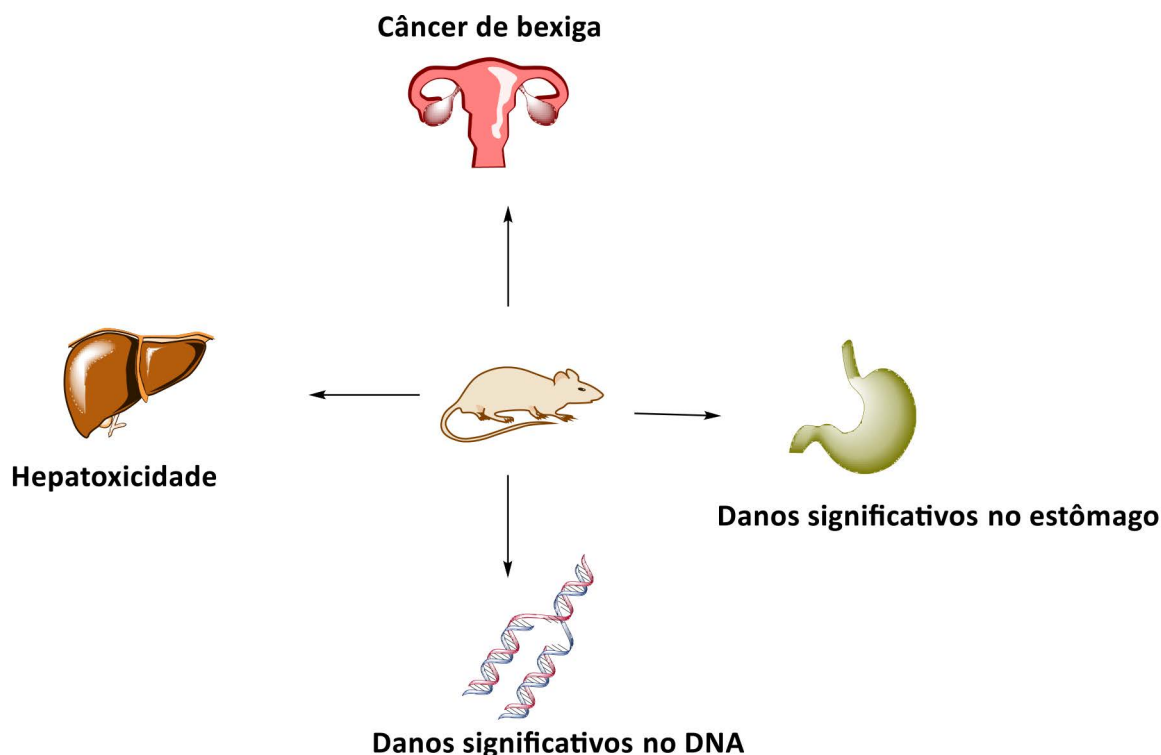 Câncer de bexiga
Hepatoxicidade
Danos significativos no estômago
Danos significativos no DNA